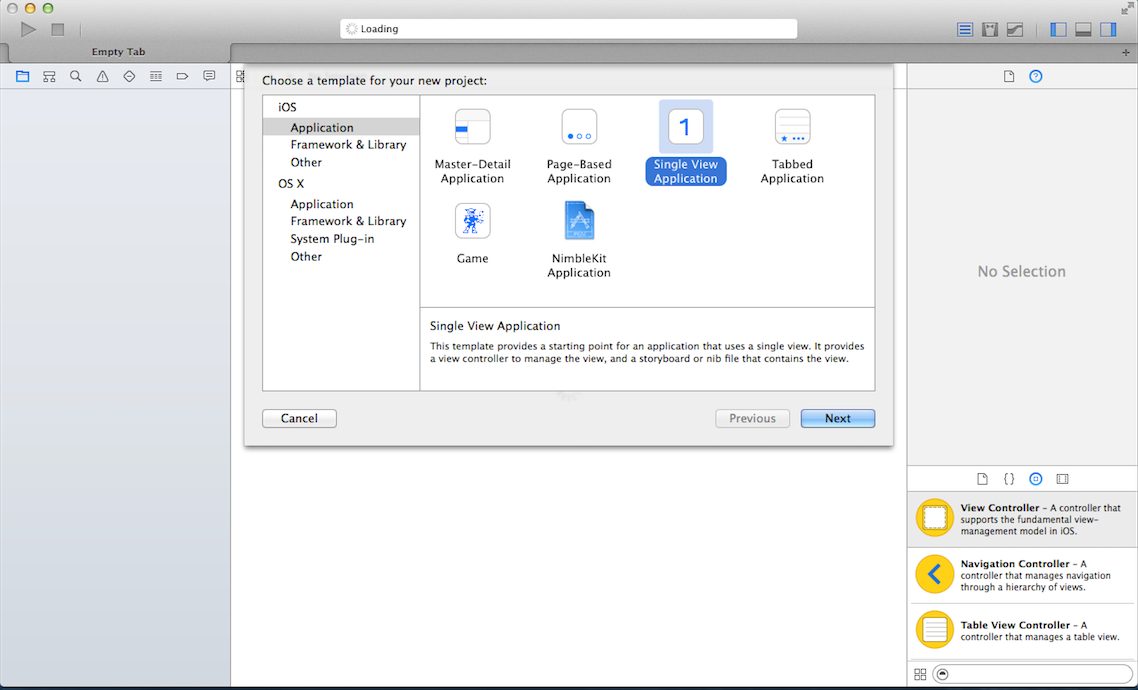 Loading
Empty Tab
Choose a template for your new project:
iOS
Application
Framework & Library
Other
OS X
Application
Framework & Library
System Plug-in
Other
Master-Detail
Application
Page-Based
Application
1
Single View
Application
Tabbed
Application
Game
NimbleKit
Application
Single View Application
This template provides a starting point for an application that uses a single view. It provides
a view controller to manage the view, and a storyboard or nib file that contains the view.
Cancel
Previous
Next
No Selection
{}
View Controller - A controller that
supports the fundamental view-
management model in iOS.
Navigation Controller - A
controller that manages navigation
through a hierarchy of views.
Table View Controller - A
controller that manages a table view.